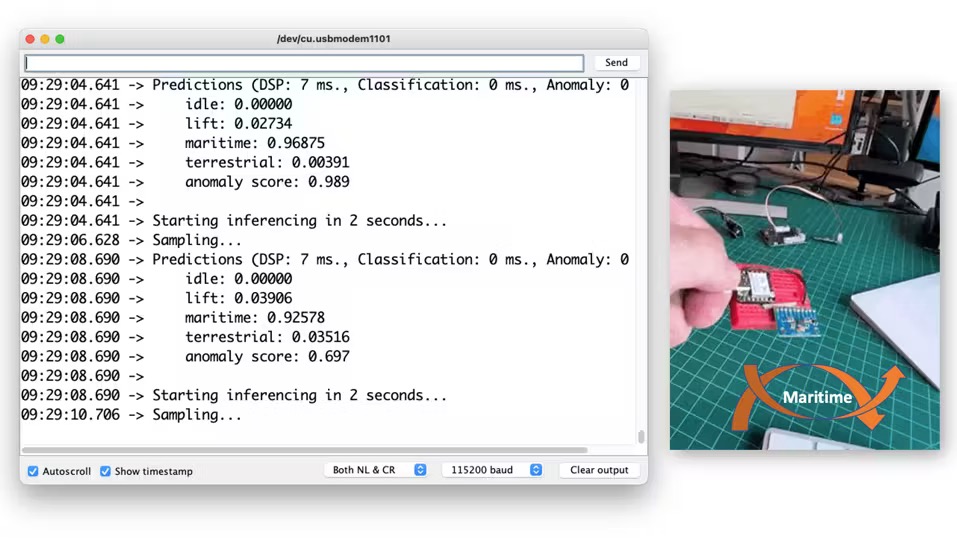 /dev/cu.usbmodem1101
Send
09:29:04.641 -> Predictions (DSP: 7 ms., Classification: 0 ms., Anomaly: 0
09:29:04.641 -> idle: 0.00000
09:29:04.641 -> lift: 0.02734
09:29:04.641 -> maritime: 0.96875
09:29:04.641 -> terrestrial: 0.00391
09:29:04.641 -> anomaly score: 0.989
09:29:04.641 ->
09:29:04.641 -> Starting inferencing in 2 seconds...
09:29:06.628 -> Sampling...
09:29:08.690 -> Predictions (DSP: 7 ms., Classification: 0 ms., Anomaly: 0
09:29:08.690 -> idle: 0.00000
09:29:08.690 -> lift: 0.03906
09:29:08.690 -> maritime: 0.92578
09:29:08.690 -> terrestrial: 0.03516
09:29:08.690 -> anomaly score: 0.697
09:29:08.690 ->
09:29:08.690 -> Starting inferencing in 2 seconds...
09:29:10.706 -> Sampling...
Autoscroll Show timestamp Both NL & CR 115200 baud Clear output
Maritime